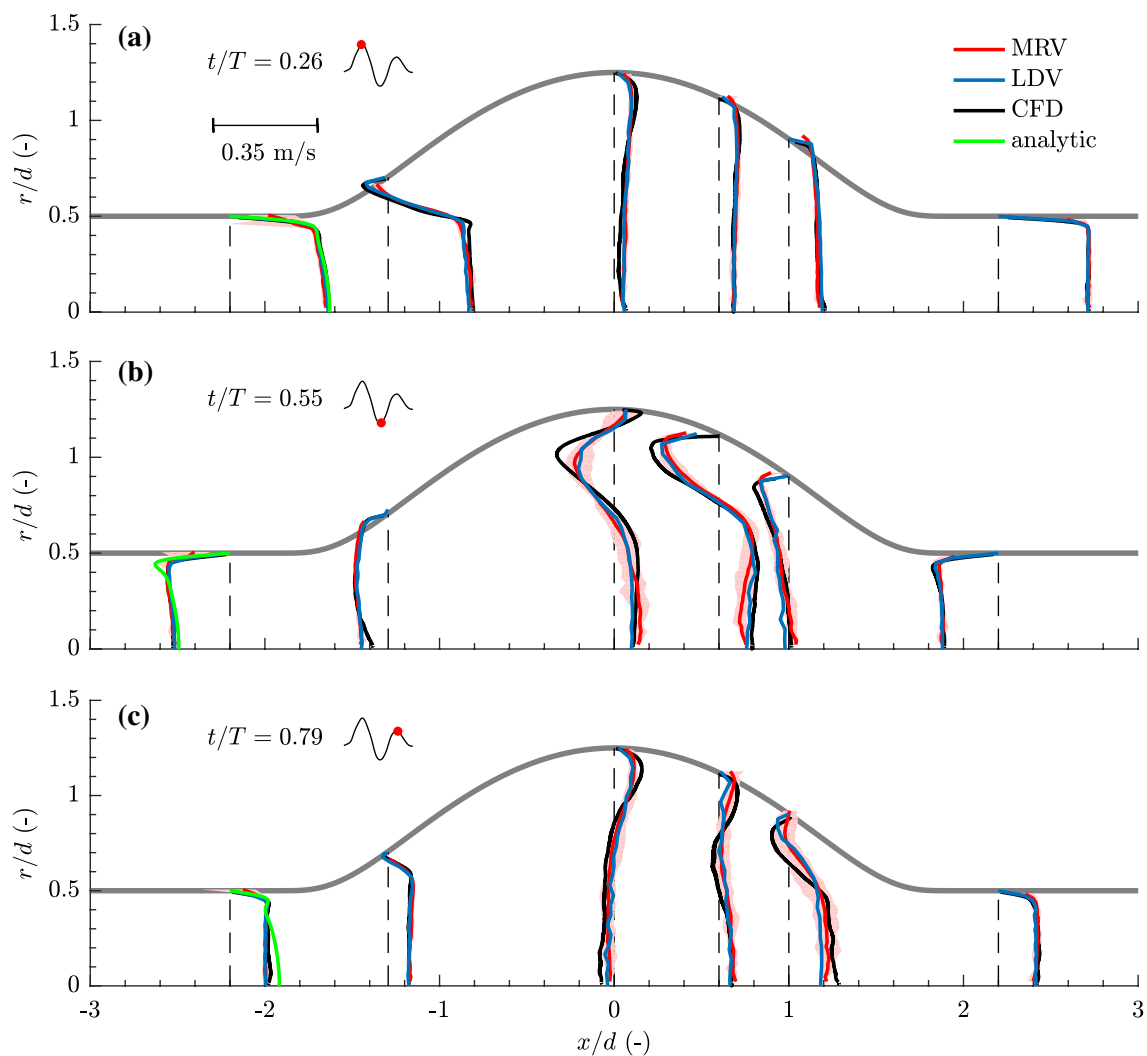 1.5
(a)
t/T = 0.26
MRV
LDV
CFD
analytic
1
0.35 m/s
r/d (-)
0.5
0
1.5
(b)
t/T = 0.55
1
r/d (-)
0.5
0
1.5
(c)
t/T = 0.79
1
r/d (-)
0.5
0
-3 -2 -1 0 1 2 3
x/d (-)